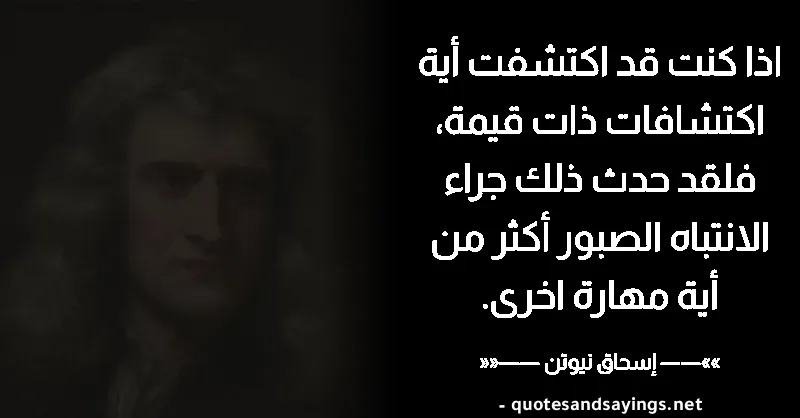 اذا كنت قد اكتشفت أية
اكتشافات ذات قيمة،
فلقد حدث ذلك جراء
الانتباه الصبور أكثر من
أية مهارة اخرى.
»»—— إسحاق نيوتن ——««
- quotesandsayings.net